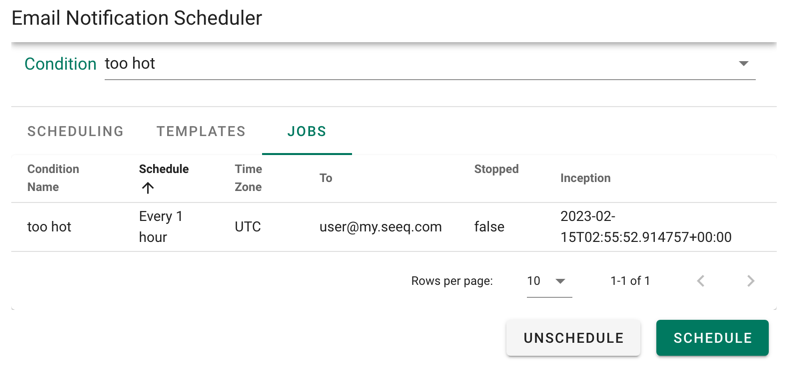 Email Notification Scheduler
Condition too hot
SCHEDULING TEMPLATES JOBS
Condition Name Schedule Time Zone To Stopped Inception
too hot Every 1 hour UTC user@my.seeq.com false 2023-02-15T02:55:52.914757+00:00
Rows per page: 10 1-1 of 1
UNSCHEDULE SCHEDULE